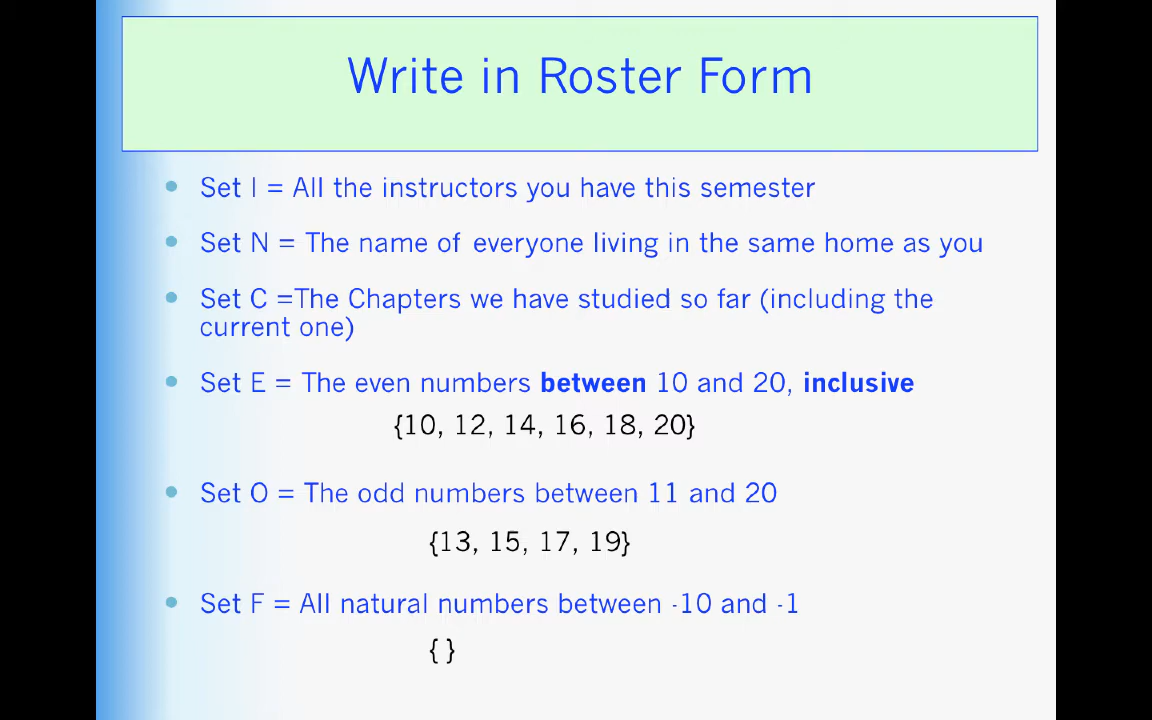 Write in Roster Form
Set I = All the instructors you have this semester
Set N = The name of everyone living in the same home as you
Set C =The Chapters we have studied so far (including the
current one)
Set E = The even numbers between 10 and 20, inclusive
{10, 12, 14, 16, 18, 20}
Set O = The odd numbers between 11 and 20
{13, 15, 17, 19}
Set F = All natural numbers between -10 and -1
{ }